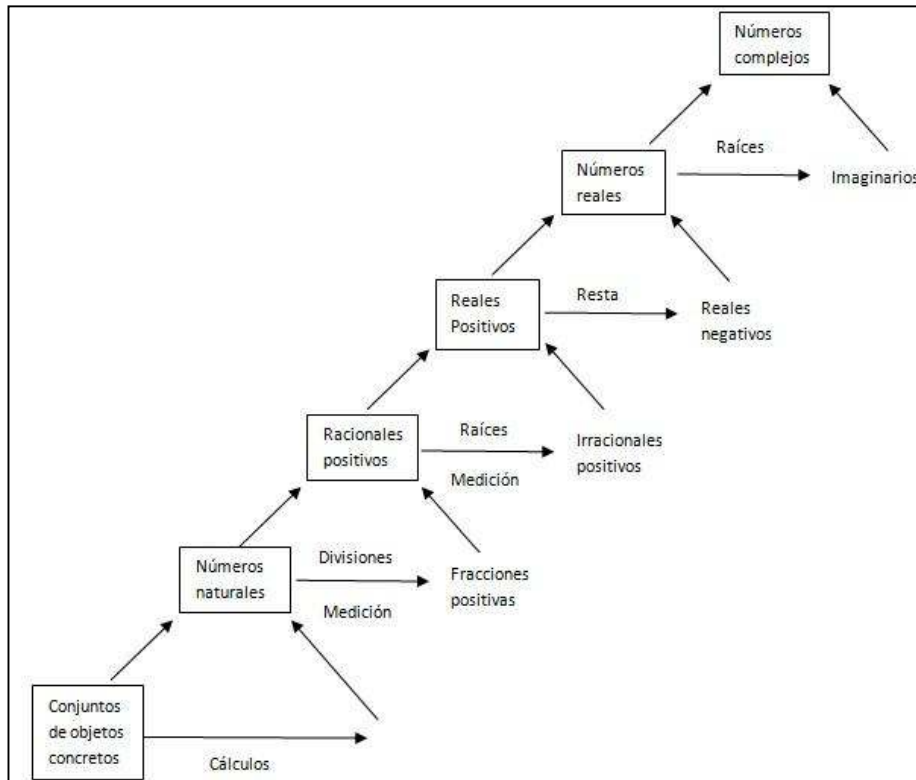 Números
complejos
Raíces
Imaginarios
Números
reales
Resta
Reales
negativos
Reales
Positivos
Raíces
Medición
Irracionales
positivos
Racionales
positivos
Divisiones
Medición
Fracciones
positivas
Números
naturales
Conjuntos
de objetos
concretos
Cálculos